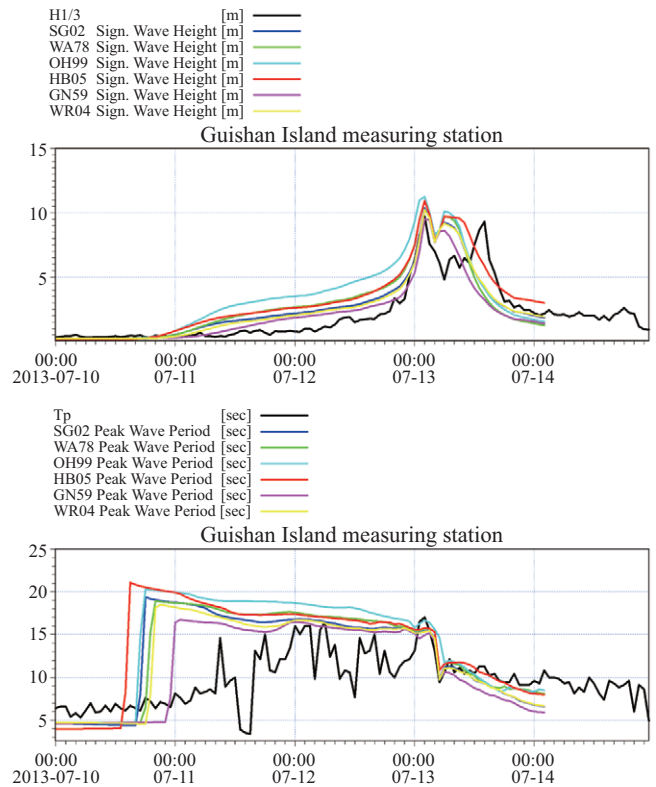 H1/3 [m]
SG02 Sign. Wave Height [m]
WA78 Sign. Wave Height [m]
OH99 Sign. Wave Height [m]
HB05 Sign. Wave Height [m]
GN59 Sign. Wave Height [m]
WR04 Sign. Wave Height [m]
Guishan Island measuring station
15
10
5
00:00 00:00 00:00 00:00 00:00
2013-07-10 07-11 07-12 07-13 07-14
Tp [sec]
SG02 Peak Wave Period [sec]
WA78 Peak Wave Period [sec]
OH99 Peak Wave Period [sec]
HB05 Peak Wave Period [sec]
GN59 Peak Wave Period [sec]
WR04 Peak Wave Period [sec]
Guishan Island measuring station
25
20
15
10
5
00:00 00:00 00:00 00:00 00:00
2013-07-10 07-11 07-12 07-13 07-14